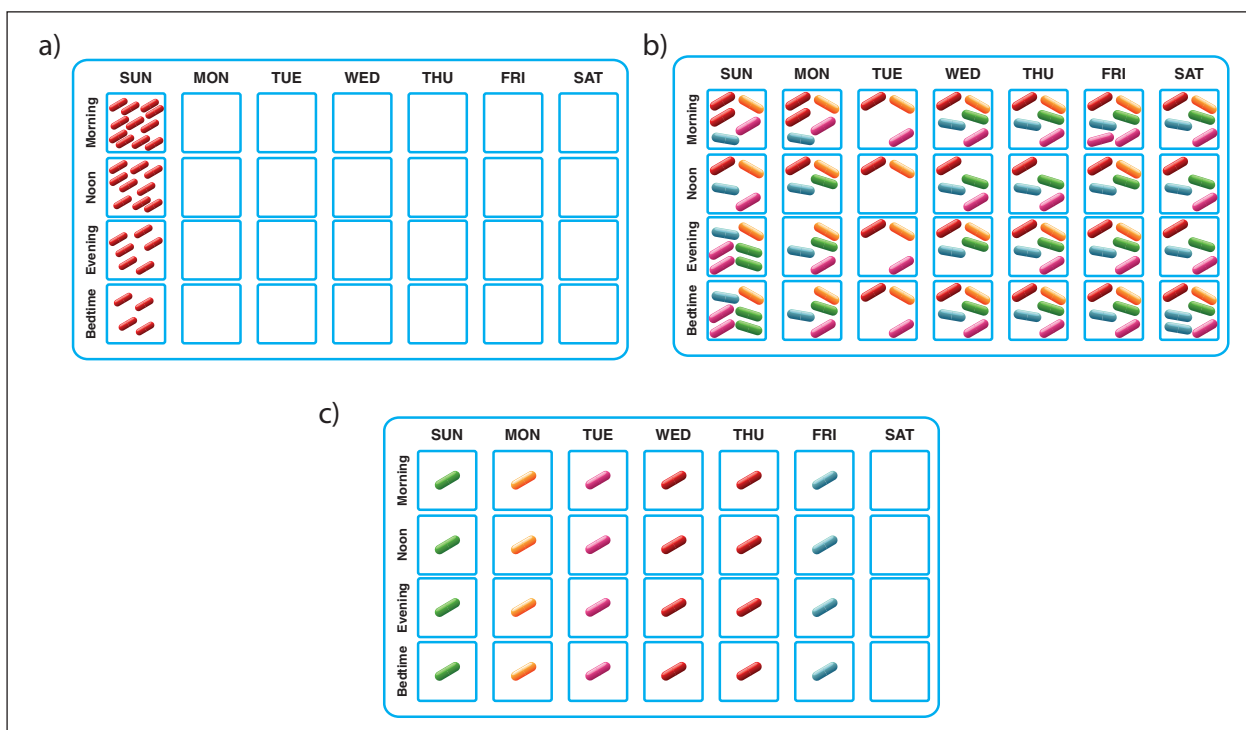 a)
SUN MON TUE WED THU FRI SAT
Morning
Noon
Evening
Bedtime
b)
SUN MON TUE WED THU FRI SAT
Morning
Noon
Evening
Bedtime
c)
SUN MON TUE WED THU FRI SAT
Morning
Noon
Evening
Bedtime